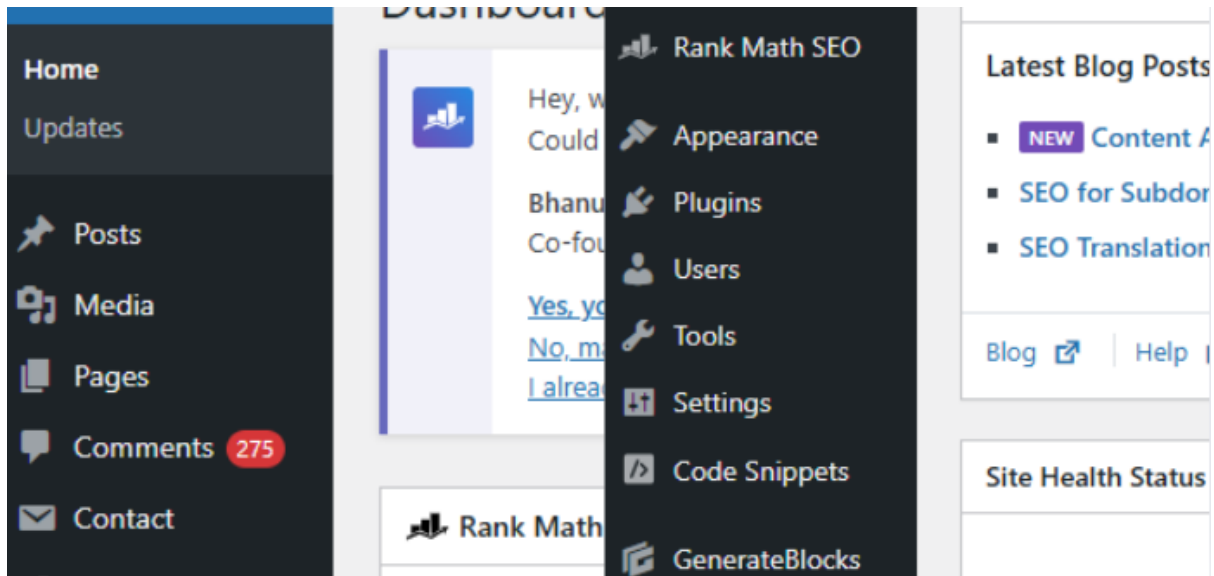 Home
Updates
Posts
Media
Pages
Comments 275
Contact
Dashboard
Hey, w
Could
Bhanu
Co-fou
Yes, yo
No, ma
I alrea
Rank Math
Rank Math SEO
Appearance
Plugins
Users
Tools
Settings
Code Snippets
GenerateBlocks
Latest Blog Posts
NEW Content A
SEO for Subdor
SEO Translation
Blog
Help
Site Health Status